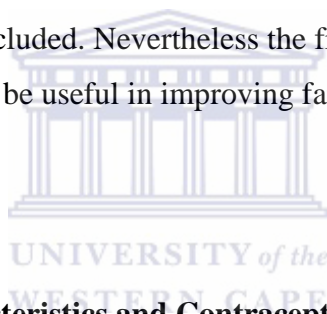 cluded. Nevertheless the fi
be useful in improving fa
UNIVERSITY of the
teristics and Contracept
WESTERN CAPE